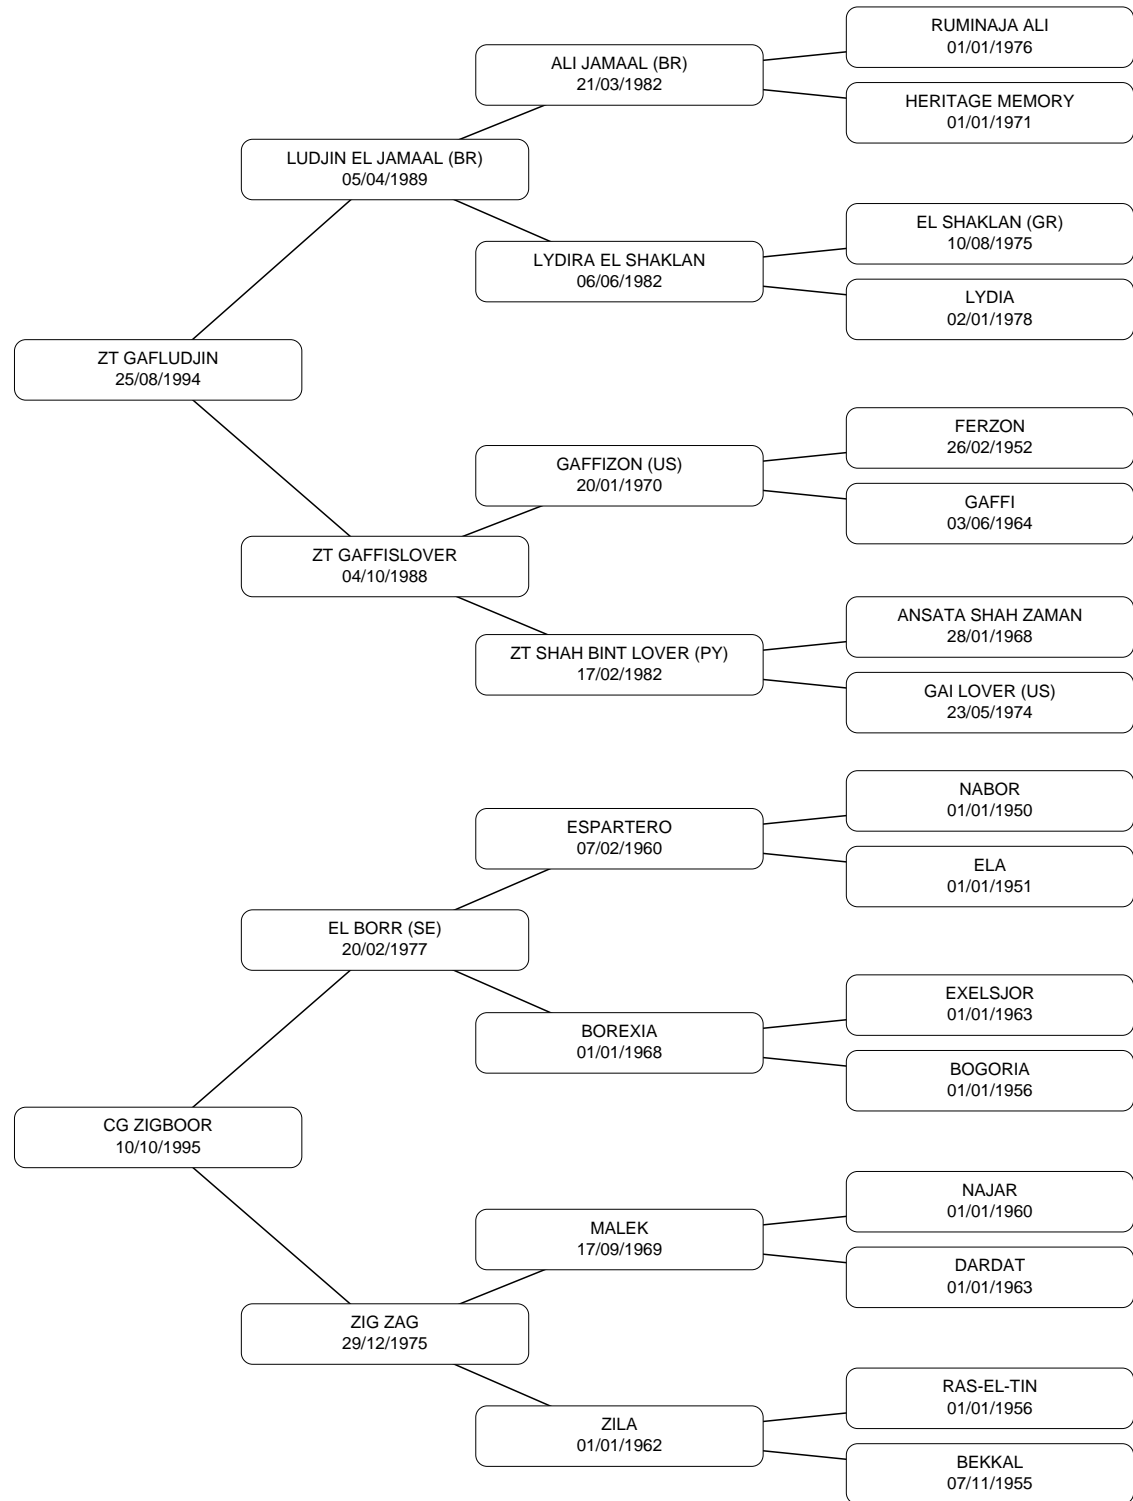 RUMINAJA ALI
01/01/1976
ALI JAMAAL (BR)
21/03/1982
HERITAGE MEMORY
01/01/1971
LUDJIN EL JAMAAL (BR)
05/04/1989
EL SHAKLAN (GR)
10/08/1975
LYDIRA EL SHAKLAN
06/06/1982
LYDIA
02/01/1978
ZT GAFLUDJIN
25/08/1994
FERZON
26/02/1952
GAFFIZON (US)
20/01/1970
GAFFI
03/06/1964
ZT GAFFISLOVER
04/10/1988
ANSATA SHAH ZAMAN
28/01/1968
ZT SHAH BINT LOVER (PY)
17/02/1982
GAI LOVER (US)
23/05/1974
NABOR
01/01/1950
ESPARTERO
07/02/1960
ELA
01/01/1951
EL BORR (SE)
20/02/1977
EXELSJOR
01/01/1963
BOREXIA
01/01/1968
BOGORIA
01/01/1956
CG ZIGBOOR
10/10/1995
NAJAR
01/01/1960
MALEK
17/09/1969
DARDAT
01/01/1963
ZIG ZAG
29/12/1975
RAS-EL-TIN
01/01/1956
ZILA
01/01/1962
BEKKAL
07/11/1955